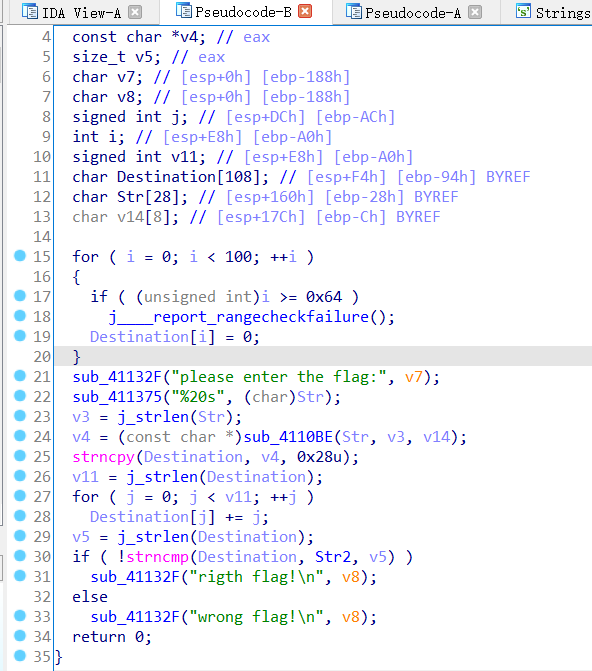 IDA View-A Pseudocode-B Pseudocode-A Strings
4 const char *v4; // eax
5 size_t v5; // eax
6 char v7; // [esp+0h] [ebp-188h]
7 char v8; // [esp+0h] [ebp-188h]
8 signed int j; // [esp+DCh] [ebp-ACh]
9 int i; // [esp+E8h] [ebp-A0h]
10 signed int v11; // [esp+E8h] [ebp-A0h]
11 char Destination[108]; // [esp+F4h] [ebp-94h] BYREF
12 char Str[28]; // [esp+160h] [ebp-28h] BYREF
13 char v14[8]; // [esp+17Ch] [ebp-Ch] BYREF
14
15 for ( i = 0; i < 100; ++i )
16 {
17 if ( (unsigned int)i >= 0x64 )
18 j____report_rangecheckfailure();
19 Destination[i] = 0;
20 }
21 sub_41132F("please enter the flag:", v7);
22 sub_411375("%20s", (char)Str);
23 v3 = j_strlen(Str);
24 v4 = (const char *)sub_4110BE(Str, v3, v14);
25 strncpy(Destination, v4, 0x28u);
26 v11 = j_strlen(Destination);
27 for ( j = 0; j < v11; ++j )
28 Destination[j] += j;
29 v5 = j_strlen(Destination);
30 if ( !strncmp(Destination, Str2, v5) )
31 sub_41132F("rigth flag!\n", v8);
32 else
33 sub_41132F("wrong flag!\n", v8);
34 return 0;
35 }